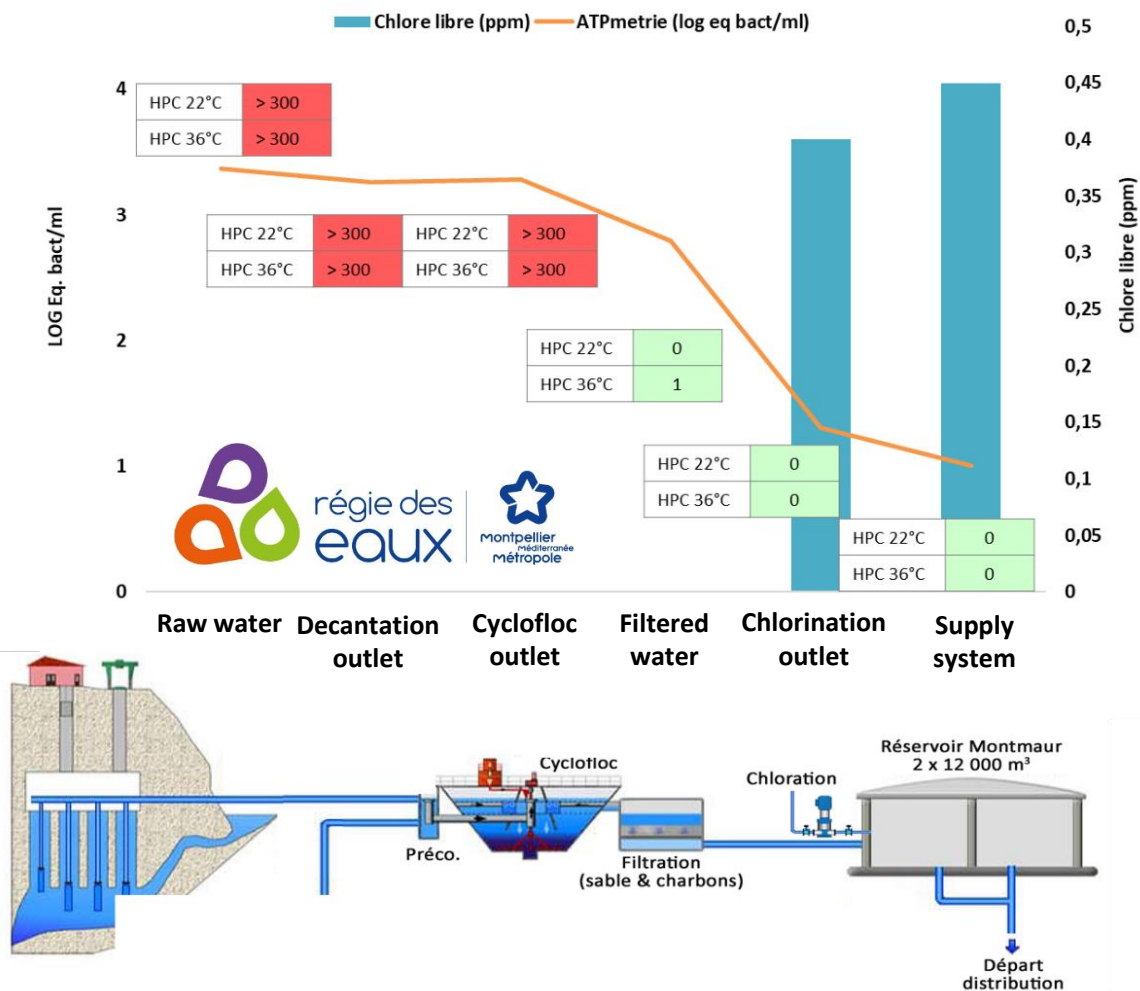 Chlore libre (ppm) ATPmetrie (log eq bact/ml)
LOG Eq. bact/ml
4
3
2
1
0
HPC 22°C > 300
HPC 36°C > 300
HPC 22°C > 300 HPC 22°C > 300
HPC 36°C > 300 HPC 36°C > 300
HPC 22°C 0
HPC 36°C 1
HPC 22°C 0
HPC 36°C 0
HPC 22°C 0
HPC 36°C 0
0,5
0,45
0,4
0,35
0,3
0,25
0,2
0,15
0,1
0,05
0
Chlore libre (ppm)
régie des
eaux
montpellier
méditerranée
métropole
Raw water
Decantation
outlet
Cyclofloc
outlet
Filtered
water
Chlorination
outlet
Supply
system
Cyclofloc
Préco.
Filtration
(sable & charbons)
Chloration
Réservoir Montmaur
2 x 12 000 m³
Départ
distribution